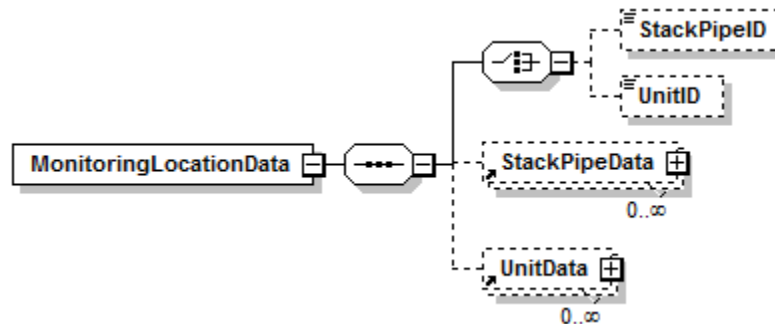 StackPipeID
UnitID
MonitoringLocationData
StackPipeData
0..∞
UnitData
0..∞